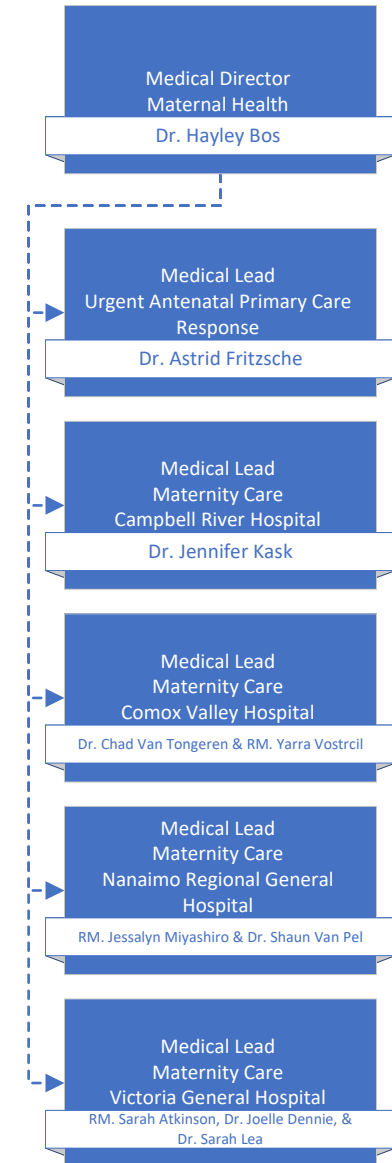 Medical Director
Maternal Health
Dr. Hayley Bos
Medical Lead
Urgent Antenatal Primary Care
Response
Dr. Astrid Fritzsche
Medical Lead
Maternity Care
Campbell River Hospital
Dr. Jennifer Kask
Medical Lead
Maternity Care
Comox Valley Hospital
Dr. Chad Van Tongeren & RM. Yarra Vostrcil
Medical Lead
Maternity Care
Nanaimo Regional General
Hospital
RM. Jessalyn Miyashiro & Dr. Shaun Van Pel
Medical Lead
Maternity Care
Victoria General Hospital
RM. Sarah Atkinson, Dr. Joelle Dennie, &
Dr. Sarah Lea